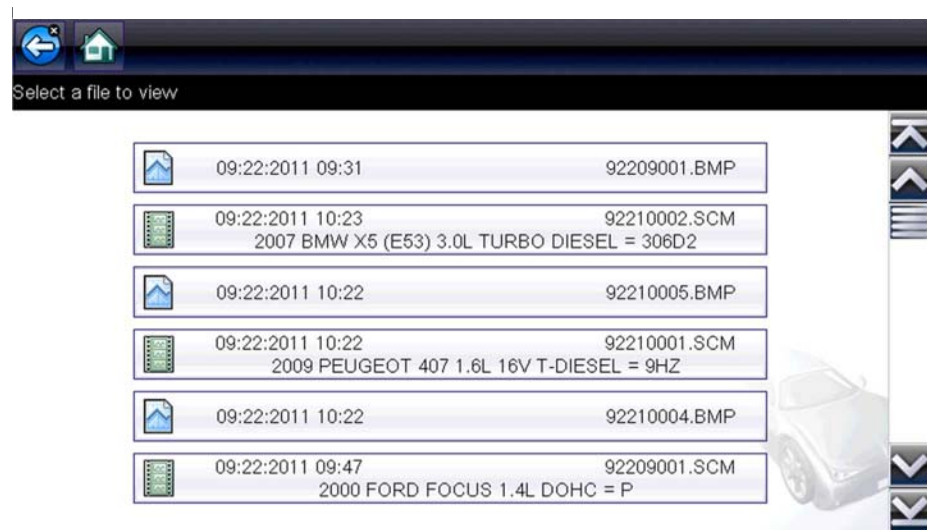 Select a file to view
09:22:2011 09:31 92209001.BMP
09:22:2011 10:23 92210002.SCM
2007 BMW X5 (E53) 3.0L TURBO DIESEL = 306D2
09:22:2011 10:22 92210005.BMP
09:22:2011 10:22 92210001.SCM
2009 PEUGEOT 407 1.6L 16V T-DIESEL = 9HZ
09:22:2011 10:22 92210004.BMP
09:22:2011 09:47 92209001.SCM
2000 FORD FOCUS 1.4L DOHC = P